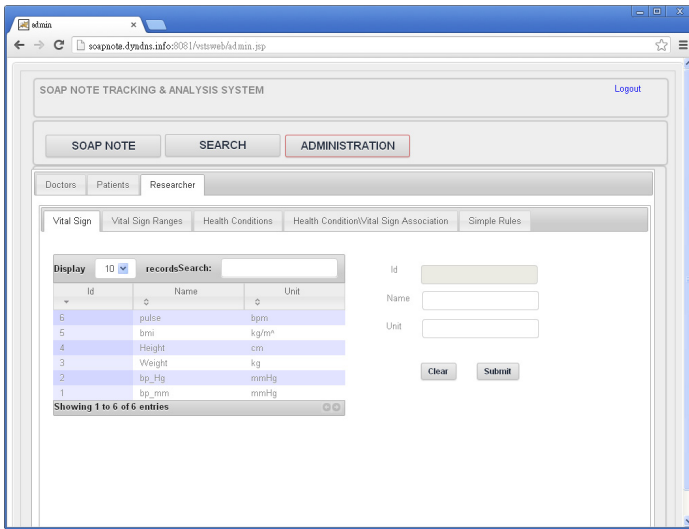 admin
soapnote.dyndns.info:8081/vstsweb/admin.jsp
SOAP NOTE TRACKING & ANALYSIS SYSTEM
Logout
SOAP NOTE SEARCH ADMINISTRATION
Doctors Patients Researcher
Vital Sign Vital Sign Ranges Health Conditions Health Condition\Vital Sign Association Simple Rules
Display 10 recordsSearch:
Id Name Unit
6 pulse bpm
5 bmi kg/m^
4 Height cm
3 Weight kg
2 bp_Hg mmHg
1 bp_mm mmHg
Showing 1 to 6 of 6 entries
Id
Name
Unit
Clear Submit